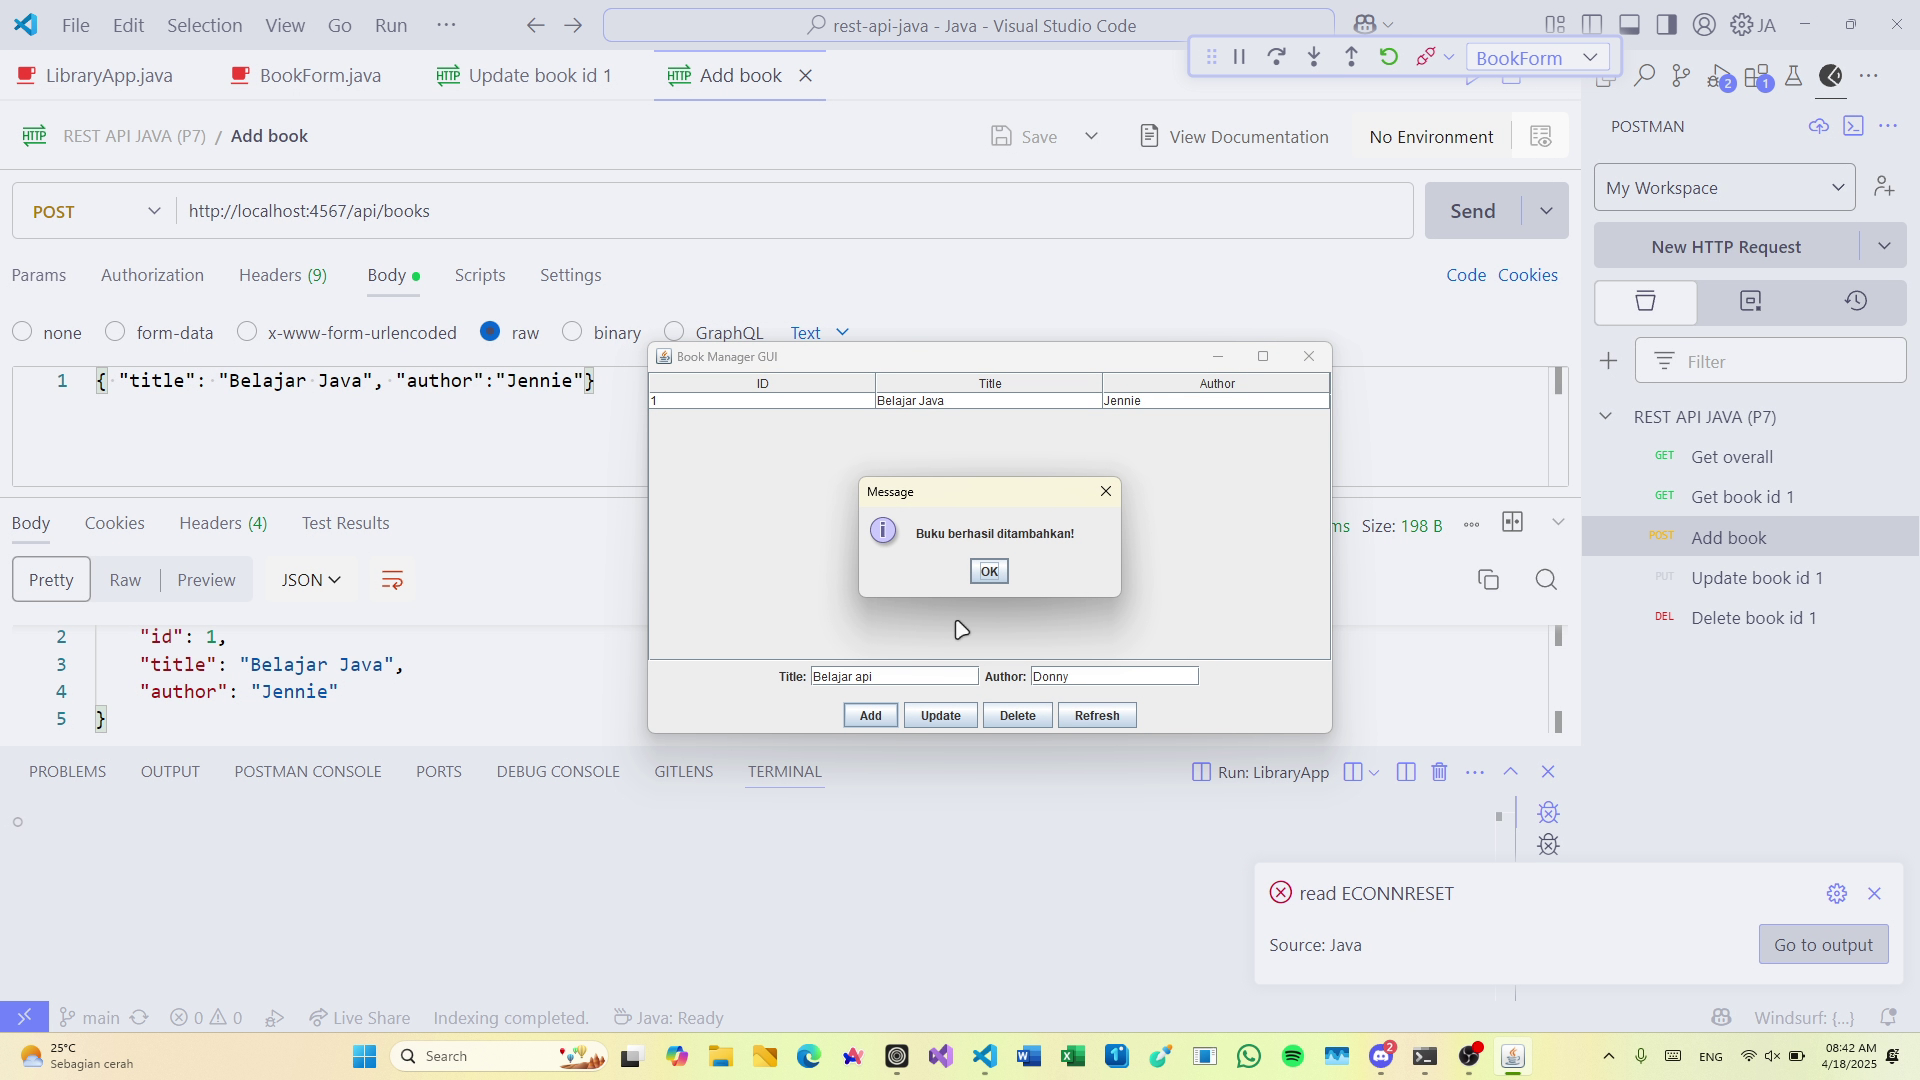 File Edit Selection View Go Run ··· rest-api-java - Java - Visual Studio Code JA
LibraryApp.java BookForm.java Update book id 1 Add book BookForm 2 1
REST API JAVA (P7) / Add book Save View Documentation No Environment
POST http://localhost:4567/api/books Send
Params Authorization Headers (9) Body Scripts Settings Code Cookies
none form-data x-www-form-urlencoded raw binary GraphQL Text
1 { "title": "Belajar Java", "author":"Jennie"}
Body Cookies Headers (4) Test Results ms Size: 198 B
Pretty Raw Preview JSON
2 "id": 1,
3 "title": "Belajar Java",
4 "author": "Jennie"
5 }
Book Manager GUI
ID Title Author
1 Belajar Java Jennie
Message
Buku berhasil ditambahkan!
OK
Title: Belajar api Author: Donny
Add Update Delete Refresh
POSTMAN
My Workspace
New HTTP Request
Filter
REST API JAVA (P7)
GET Get overall
GET Get book id 1
POST Add book
PUT Update book id 1
DEL Delete book id 1
PROBLEMS OUTPUT POSTMAN CONSOLE PORTS DEBUG CONSOLE GITLENS TERMINAL Run: LibraryApp
read ECONNRESET
Source: Java Go to output
main 0 0 Live Share Indexing completed. Java: Ready Windsurf: {...}
25°C
Sebagian cerah
Search 2 ENG
08:42 AM
4/18/2025